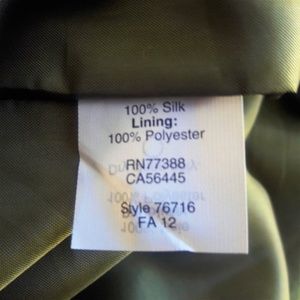 100% Silk
Lining:
100% Polyester
RN77388
CA56445
Style 76716
FA 12